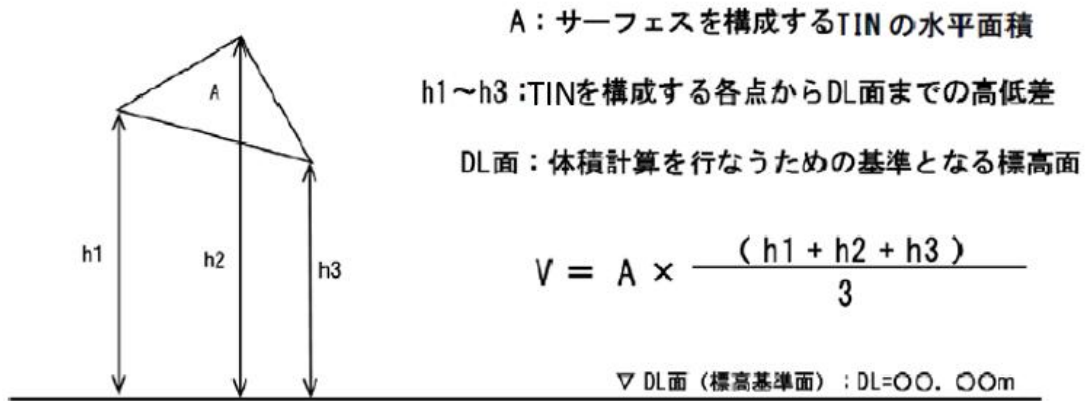 A：サーフェスを構成するTINの水平面積
A
h1～h3：TINを構成する各点からDL面までの高低差
DL面：体積計算を行なうための基準となる標高面
h1
h2
h3
V = A × (h1+h2+h3) / 3
▽DL面（標高基準面）：DL=〇〇．〇〇m